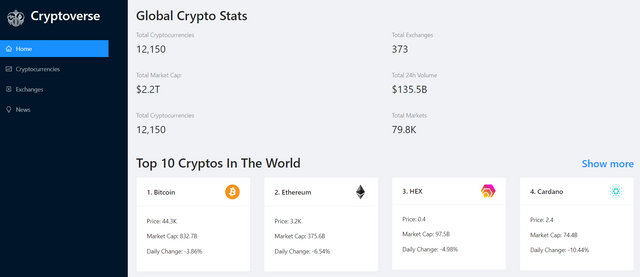 Cryptoverse
Home
Cryptocurrencies
Exchanges
News
Global Crypto Stats
Total Cryptocurrencies
12,150
Total Exchanges
373
Total Market Cap:
$2.2T
Total 24h Volume
$135.5B
Total Cryptocurrencies
12,150
Total Markets
79.8K
Top 10 Cryptos In The World
Show more
1. Bitcoin
Price: 44.3K
Market Cap: 832.7B
Daily Change: -3.86%
2. Ethereum
Price: 3.2K
Market Cap: 375.6B
Daily Change: -6.54%
3. HEX
Price: 0.4
Market Cap: 97.5B
Daily Change: -4.98%
4. Cardano
Price: 2.4
Market Cap: 74.4B
Daily Change: -10.44%